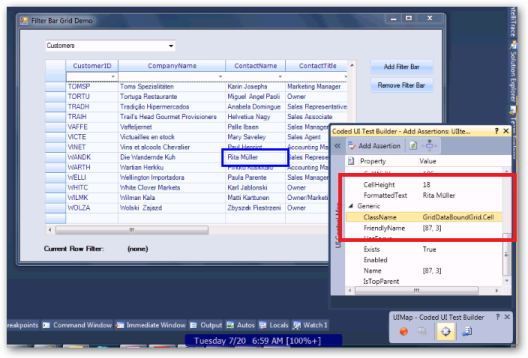 Filter Bar Grid Demo
Customers
CustomerID CompanyName ContactName ContactTitle
TOMSP Toms Spezialitäten Karin Josephs Marketing Manager
TORTU Tortuga Restaurante Miguel Angel Paoli Owner
TRADH Tradição Hipermercados Anabela Domingue Sales Representative
TRAIH Trail's Head Gourmet Provisioners Helvetius Nagy Sales Associate
VAFFE Vaffeljernet Palle Ibsen Sales Manager
VICTE Victuailles en stock Mary Saveley Sales Agent
VINET Vins et alcools Chevalier Paul Henriot Accounting Ma
WANDK Die Wandernde Kuh Rita Müller Sales Represe
WARTH Wartian Herkku Accounting Ma
WELLI Wellington Importadora Paula Parente Sales Manager
WHITC White Clover Markets Karl Jablonski Owner
WILMK Wilman Kala Matti Karttunen Owner/Marketi
WOLZA Wolski Zajazd Zbyszek Piestrzeni Owner
Current Row Filter: (none)
Add Filter Bar
Remove Filter Bar
IntelliTrace
Solution Explorer
Coded UI Test Builder - Add Assertions: UIIte...
Add Assertion
Property Value
CellHeight 18
FormattedText Rita Müller
Generic
ClassName GridDataBoundGrid.Cell
FriendlyName [87, 3]
Exists True
Enabled
Name [87, 3]
IsTopParent
UIMap - Coded UI Test Builder
reakpoints Command Window Immediate Window Output Autos Locals Watch 1
Tuesday 7/20 6:59 AM [100%+]